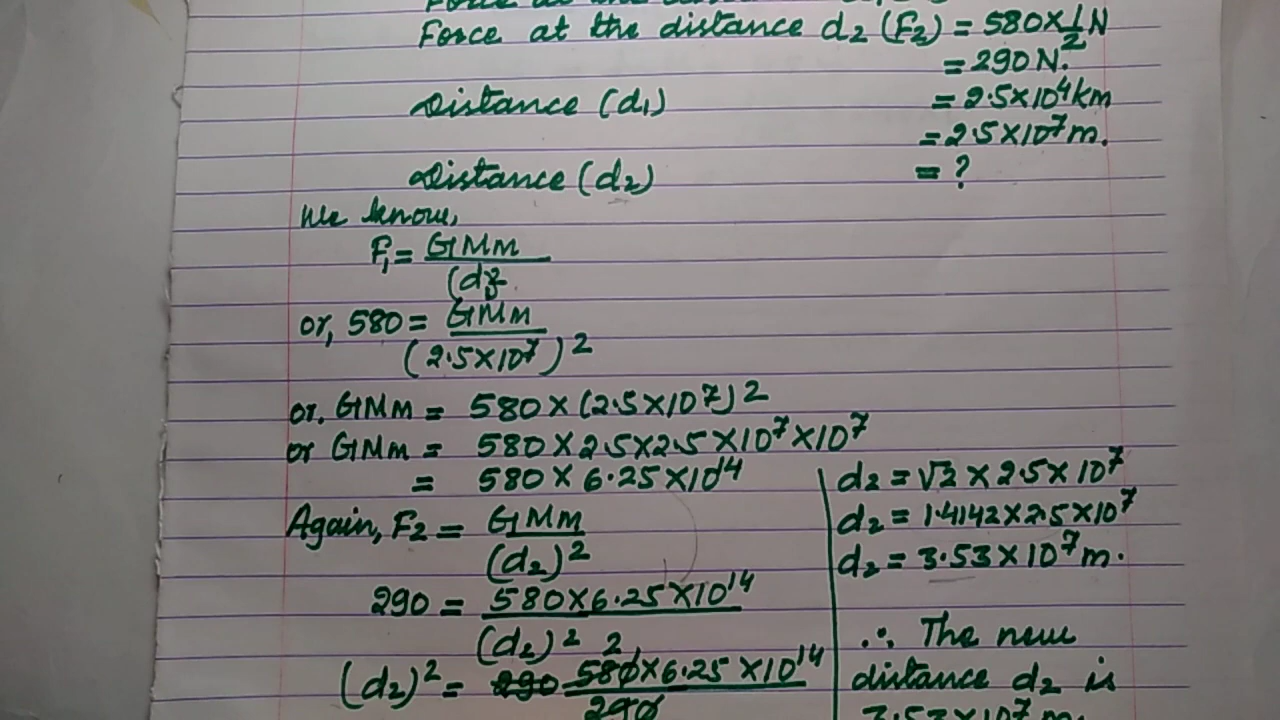 Force at the distance d₂ (F₂) = 580×1/2 N
= 290 N.
Distance (d₁) = 2.5×10⁴ km
= 2.5×10⁷ m.
Distance (d₂) = ?
We know,
F₁ = GMm
(d₁)²
or, 580 = GMm
(2.5×10⁷)²
or. GMm = 580×(2.5×10⁷)²
or GMm = 580×2.5×2.5×10⁷×10⁷
= 580×6.25×10¹⁴
Again, F₂ = GMm
(d₂)²
290 = 580×6.25×10¹⁴
(d₂)²
(d₂)² = 580×6.25×10¹⁴
290
d₂ = √2 × 2.5×10⁷
d₂ = 1.4142×2.5×10⁷
d₂ = 3.53×10⁷ m.
∴ The new
distance d₂ is
3.53×10⁷ m.